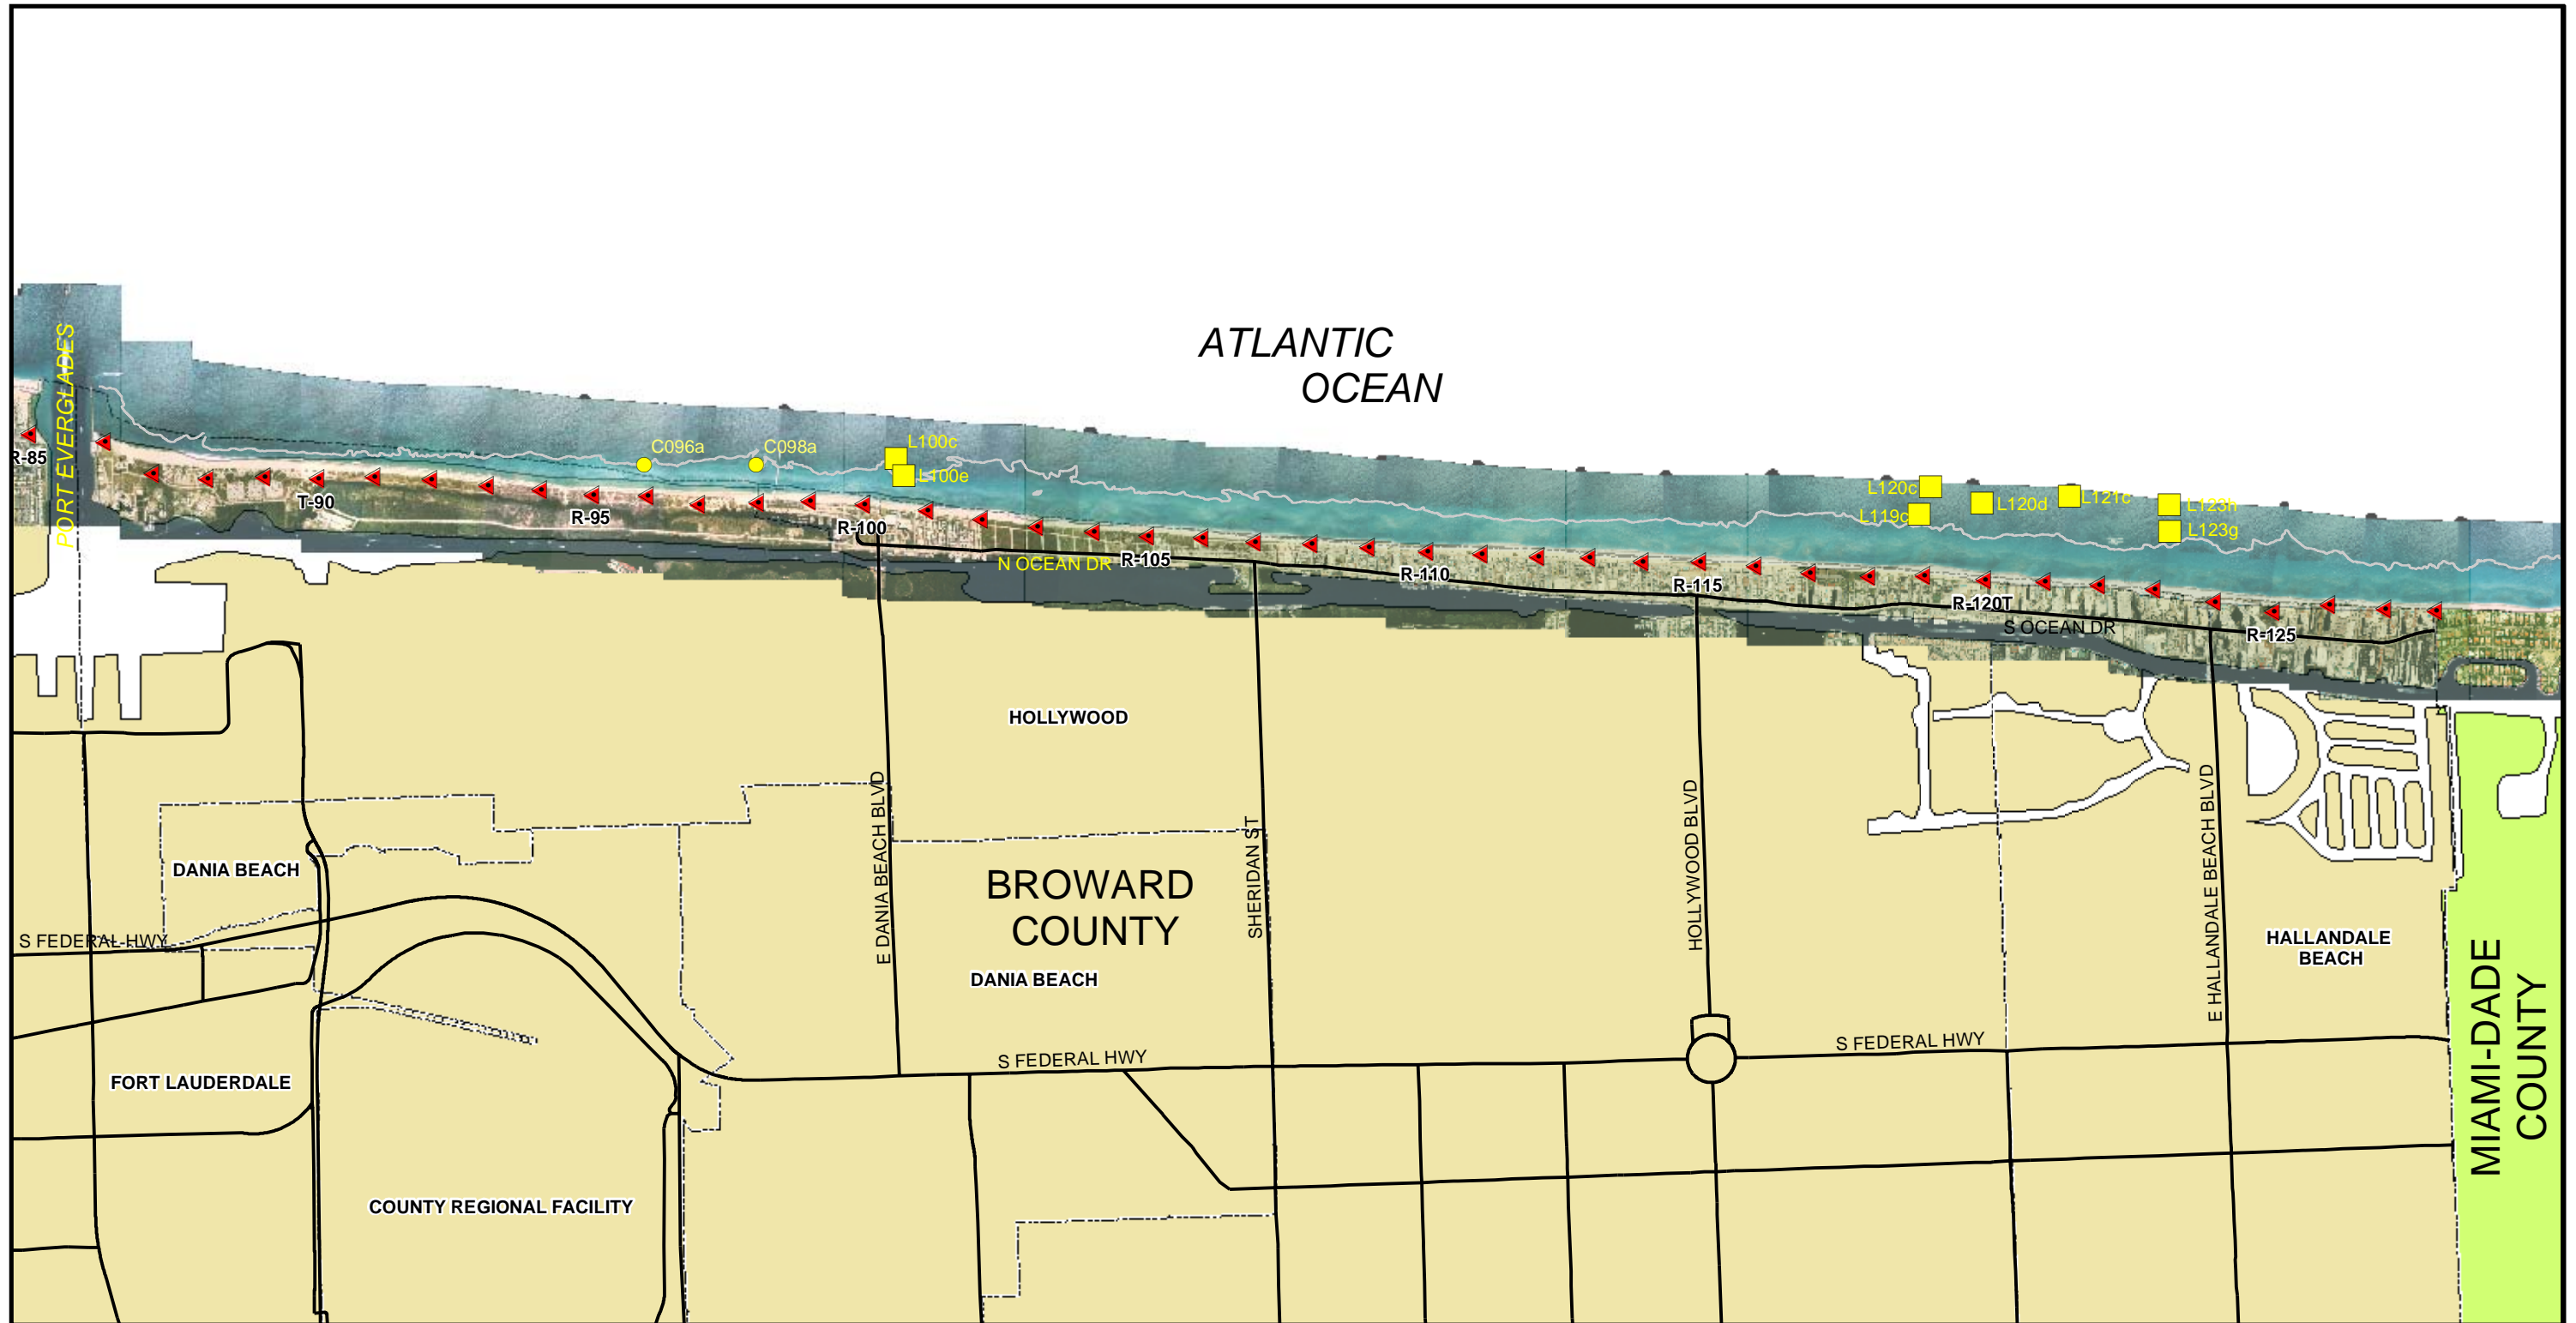 ATLANTIC
OCEAN
PORT EVERGLADES
R-85
C096a
C098a
L100c
L100e
L120c
L119c
L120d
L121c
L123h
L123g
T-90
R-95
R-100
N OCEAN DR
R-105
R-110
R-115
R-120T
S OCEAN DR
R-125
HOLLYWOOD
DANIA BEACH
E DANIA BEACH BLVD
BROWARD
COUNTY
SHERIDAN ST
HOLLYWOOD BLVD
E HALLANDALE BEACH BLVD
HALLANDALE
BEACH
MIAMI-DADE
COUNTY
S FEDERAL HWY
DANIA BEACH
S FEDERAL HWY
S FEDERAL HWY
FORT LAUDERDALE
COUNTY REGIONAL FACILITY